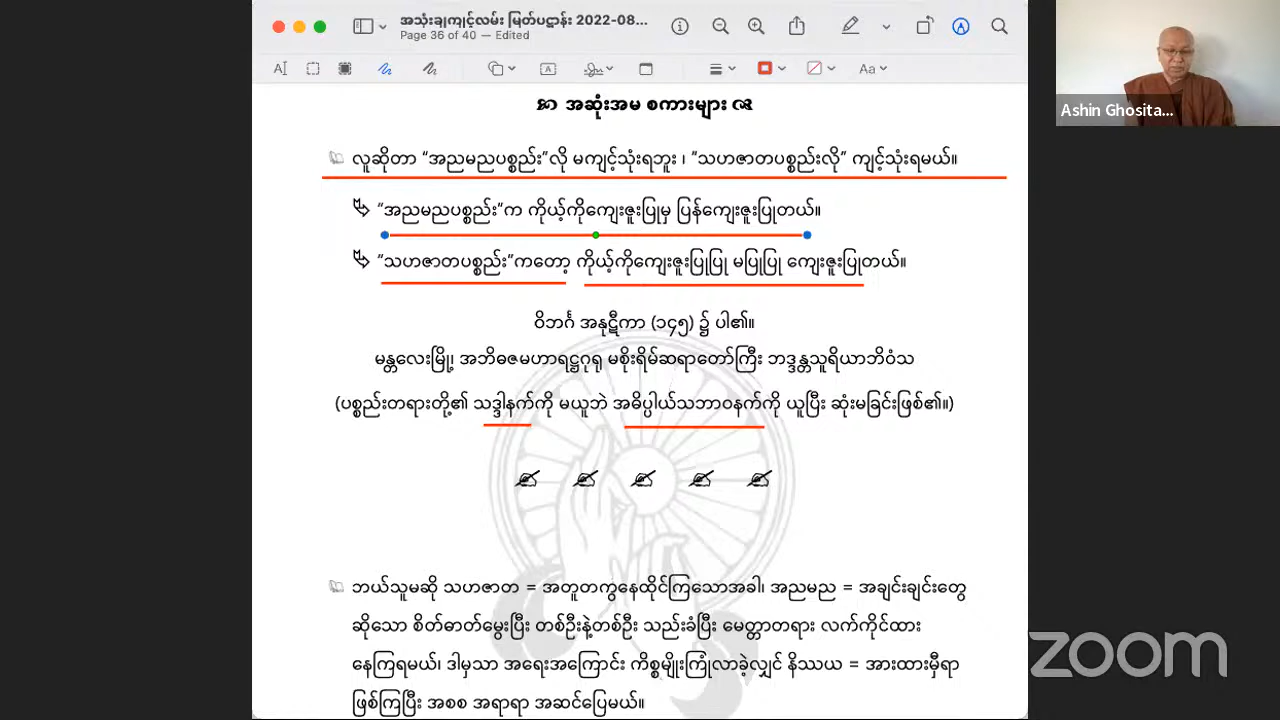 အသုံးချကျင့်လမ်း မြတ်ပဋ္ဌာန်း 2022-08...
Page 36 of 40 — Edited
Aa
Ashin Ghosita...
အဆုံးအမ စကားများ
လူဆိုတာ “အညမညပစ္စည်း”လို မကျင့်သုံးရဘူး ၊ “သဟဇာတပစ္စည်းလို” ကျင့်သုံးရမယ်။
“အညမညပစ္စည်း”က ကိုယ့်ကိုကျေးဇူးပြုမှ ပြန်ကျေးဇူးပြုတယ်။
“သဟဇာတပစ္စည်း”ကတော့ ကိုယ့်ကိုကျေးဇူးပြုပြု မပြုပြု ကျေးဇူးပြုတယ်။
ဝိဘင်္ဂ အနုဋီကာ (၁၄၅) ၌ ပါ၏။
မန္တလေးမြို့၊ အဘိဓဇမဟာရဋ္ဌဂုရု မစိုးရိမ်ဆရာတော်ကြီး ဘဒ္ဒန္တသူရိယာဘိဝံသ
(ပစ္စည်းတရားတို့၏ သဒ္ဒါနက်ကို မယူဘဲ အဓိပ္ပါယ်သဘာဝနက်ကို ယူပြီး ဆုံးမခြင်းဖြစ်၏။)
ဘယ်သူမဆို သဟဇာတ = အတူတကွနေထိုင်ကြသောအခါ၊ အညမည = အချင်းချင်းတွေ
ဆိုသော စိတ်ဓာတ်မွေးပြီး တစ်ဦးနဲ့တစ်ဦး သည်းခံပြီး မေတ္တာတရား လက်ကိုင်ထား
နေကြရမယ်၊ ဒါမှသာ အရေးအကြောင်း ကိစ္စမျိုးကြုံလာခဲ့လျှင် နိဿယ = အားထားမှီရာ
ဖြစ်ကြပြီး အစစ အရာရာ အဆင်ပြေမယ်။
zoom